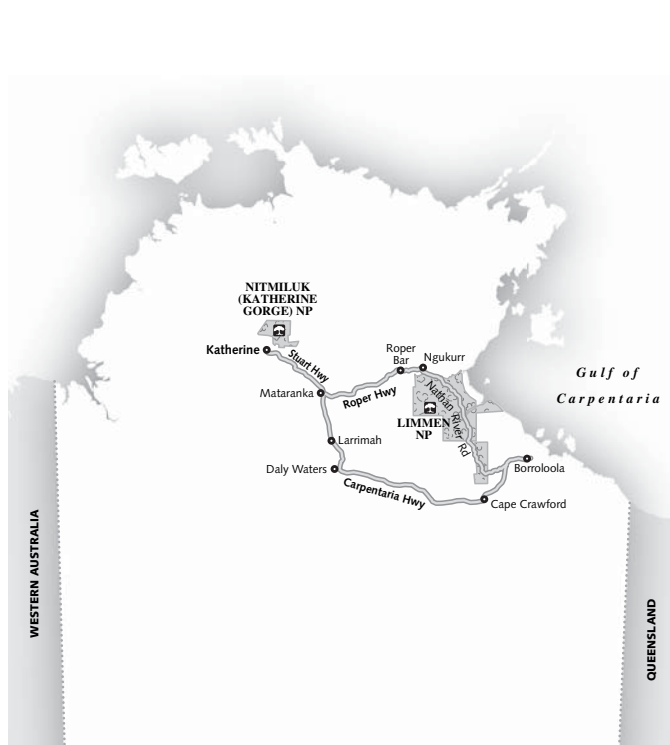 NITMILUK
(KATHERINE
GORGE) NP
Katherine
Stuart Hwy
Roper
Bar
Ngukurr
Gulf of
Carpentaria
Mataranka
Roper Hwy
Nathan River Rd
LIMMEN
NP
Larrimah
Daly Waters
Borroloola
Carpentaria Hwy
Cape Crawford
WESTERN AUSTRALIA
QUEENSLAND